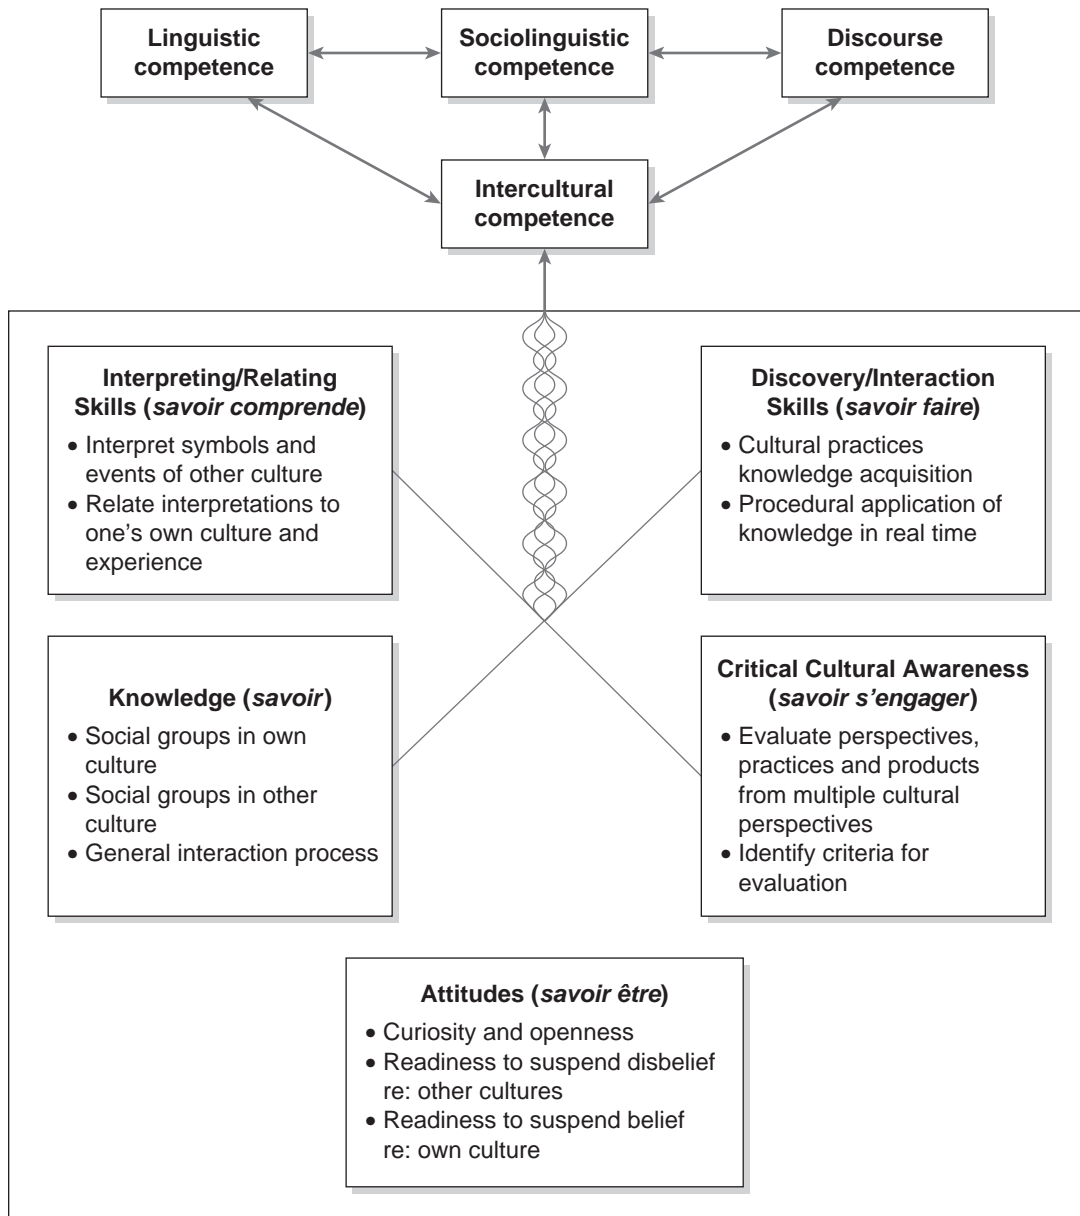 Linguistic
competence
Sociolinguistic
competence
Discourse
competence
Intercultural
competence
Interpreting/Relating
Skills (savoir comprende)
• Interpret symbols and
events of other culture
• Relate interpretations to
one's own culture and
experience
Discovery/Interaction
Skills (savoir faire)
• Cultural practices
knowledge acquisition
• Procedural application of
knowledge in real time
Knowledge (savoir)
• Social groups in own
culture
• Social groups in other
culture
• General interaction process
Critical Cultural Awareness
(savoir s'engager)
• Evaluate perspectives,
practices and products
from multiple cultural
perspectives
• Identify criteria for
evaluation
Attitudes (savoir être)
• Curiosity and openness
• Readiness to suspend disbelief
re: other cultures
• Readiness to suspend belief
re: own culture